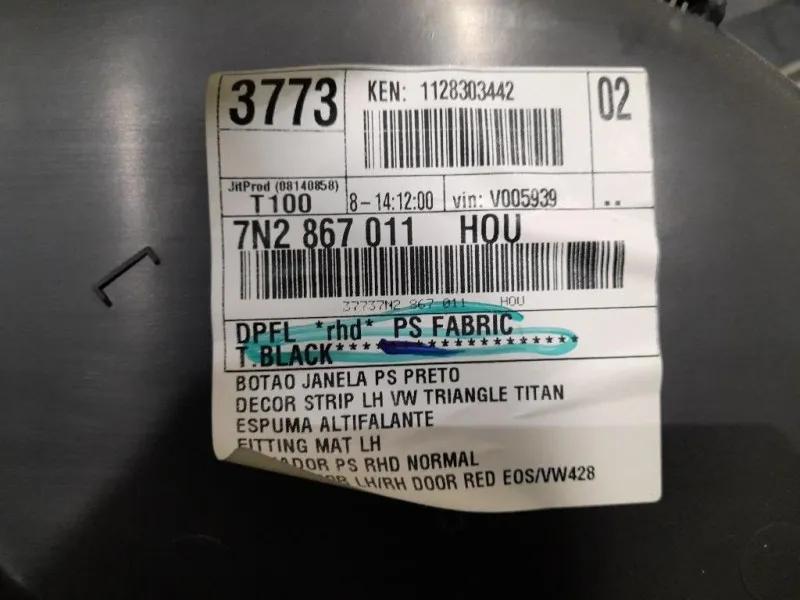 3773 KEN: 1128303442 02
JitProd (08140858)
T100 8- 14:12:00 vin: V005939 ..
7N2 867 011 HOU
37737N2 867 011 HOU
DPFL *rhd* PS FABRIC
T.BLACK******************
BOTAO JANELA PS PRETO
DECOR STRIP LH VW TRIANGLE TITAN
ESPUMA ALTIFALANTE
FITTING MAT LH
PS RHD NORMAL
LH/RH DOOR RED EOS/VW428